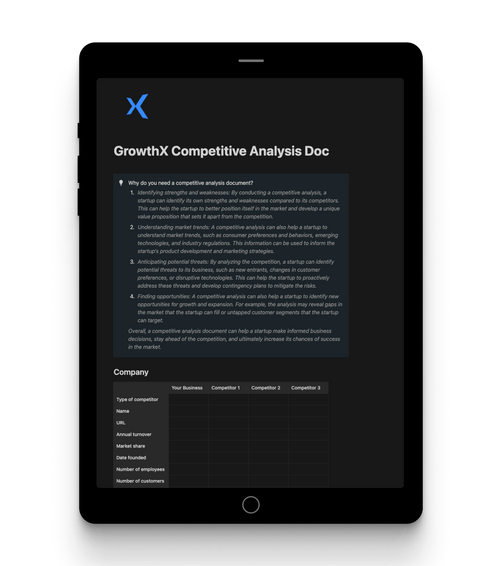 GrowthX Competitive Analysis Doc
Why do you need a competitive analysis document?
1. Identifying strengths and weaknesses: By conducting a competitive analysis, a
startup can identify its own strengths and weaknesses compared to its competitors.
This can help the startup to better position itself in the market and develop a unique
value proposition that sets it apart from the competition.
2. Understanding market trends: A competitive analysis can also help a startup to
understand market trends, such as consumer preferences and behaviors, emerging
technologies, and industry regulations. This information can be used to inform the
startup's product development and marketing strategies.
3. Anticipating potential threats: By analyzing the competition, a startup can identify
potential threats to its business, such as new entrants, changes in customer
preferences, or disruptive technologies. This can help the startup to proactively
address these threats and develop contingency plans to mitigate the risks.
4. Finding opportunities: A competitive analysis can also help a startup to identify new
opportunities for growth and expansion. For example, the analysis may reveal gaps in
the market that the startup can fill or untapped customer segments that the startup
can target.
Overall, a competitive analysis document can help a startup make informed business
decisions, stay ahead of the competition, and ultimately increase its chances of success
in the market.
Company
Your Business Competitor 1 Competitor 2 Competitor 3
Type of competitor
Name
URL
Annual turnover
Market share
Date founded
Number of employees
Number of customers